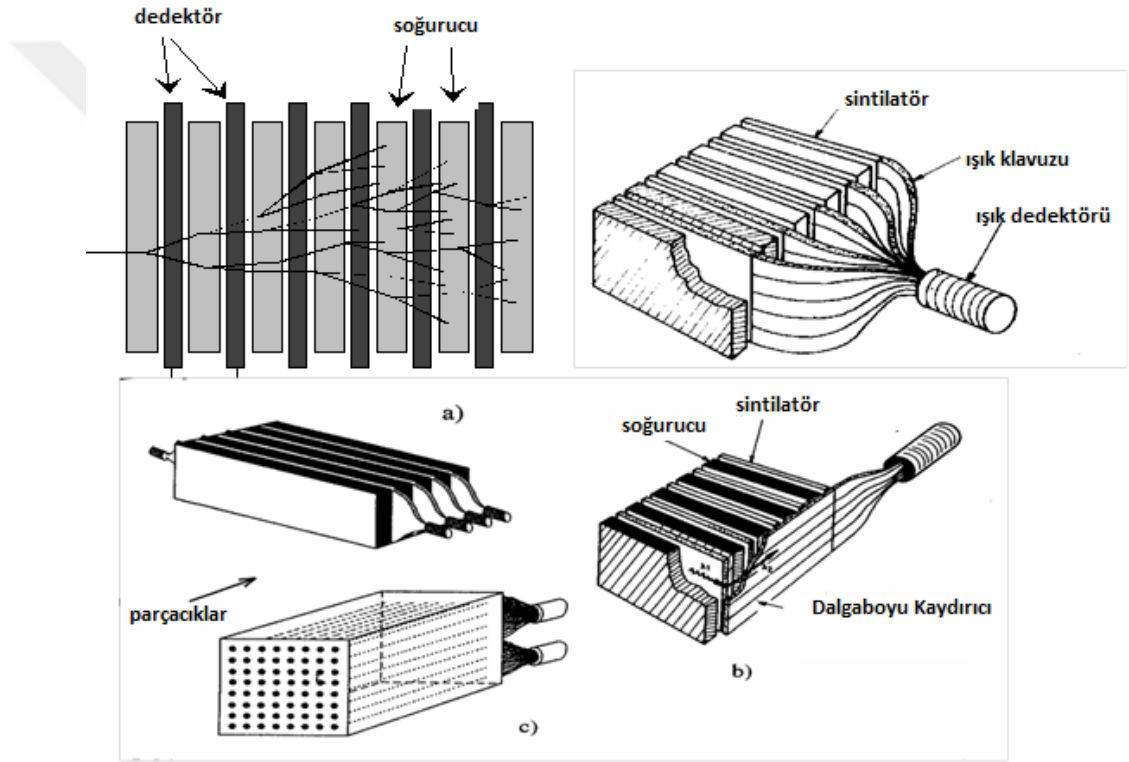 dedektör
soğurucu
sintilatör
ışık klavuzu
ışık dedektörü
a)
sintilatör
soğurucu
parçacıklar
Dalgaboyu Kaydırıcı
b)
c)